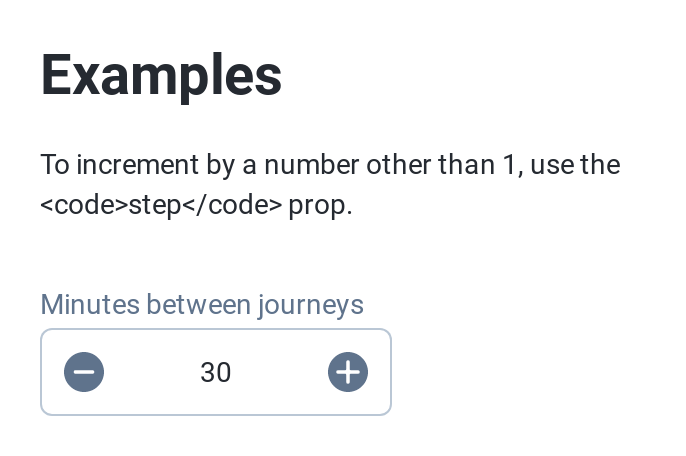 Examples
To increment by a number other than 1, use the
<code>step</code> prop.
Minutes between journeys
30